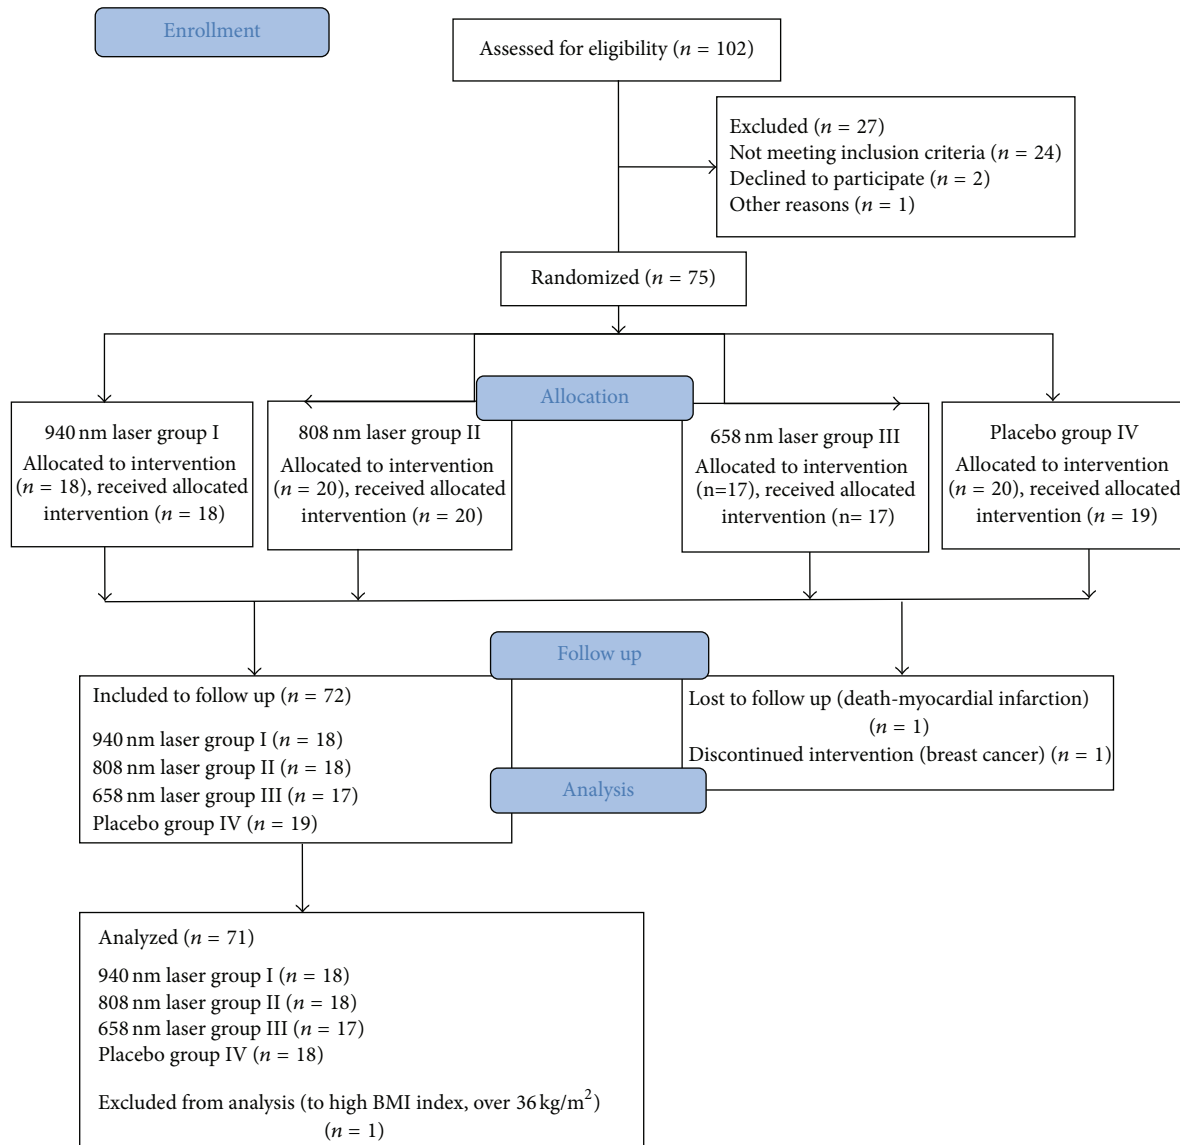 Enrollment
Assessed for eligibility (n = 102)
Excluded (n = 27)
Not meeting inclusion criteria (n = 24)
Declined to participate (n = 2)
Other reasons (n = 1)
Randomized (n = 75)
Allocation
940 nm laser group I
Allocated to intervention
(n = 18), received allocated
intervention (n = 18)
808 nm laser group II
Allocated to intervention
(n = 20), received allocated
intervention (n = 20)
658 nm laser group III
Allocated to intervention
(n=17), received allocated
intervention (n= 17)
Placebo group IV
Allocated to intervention
(n = 20), received allocated
intervention (n = 19)
Follow up
Included to follow up (n = 72)
940 nm laser group I (n = 18)
808 nm laser group II (n = 18)
658 nm laser group III (n = 17)
Placebo group IV (n = 19)
Lost to follow up (death-myocardial infarction)
(n = 1)
Discontinued intervention (breast cancer) (n = 1)
Analysis
Analyzed (n = 71)
940 nm laser group I (n = 18)
808 nm laser group II (n = 18)
658 nm laser group III (n = 17)
Placebo group IV (n = 18)
Excluded from analysis (to high BMI index, over 36 kg/m²)
(n = 1)